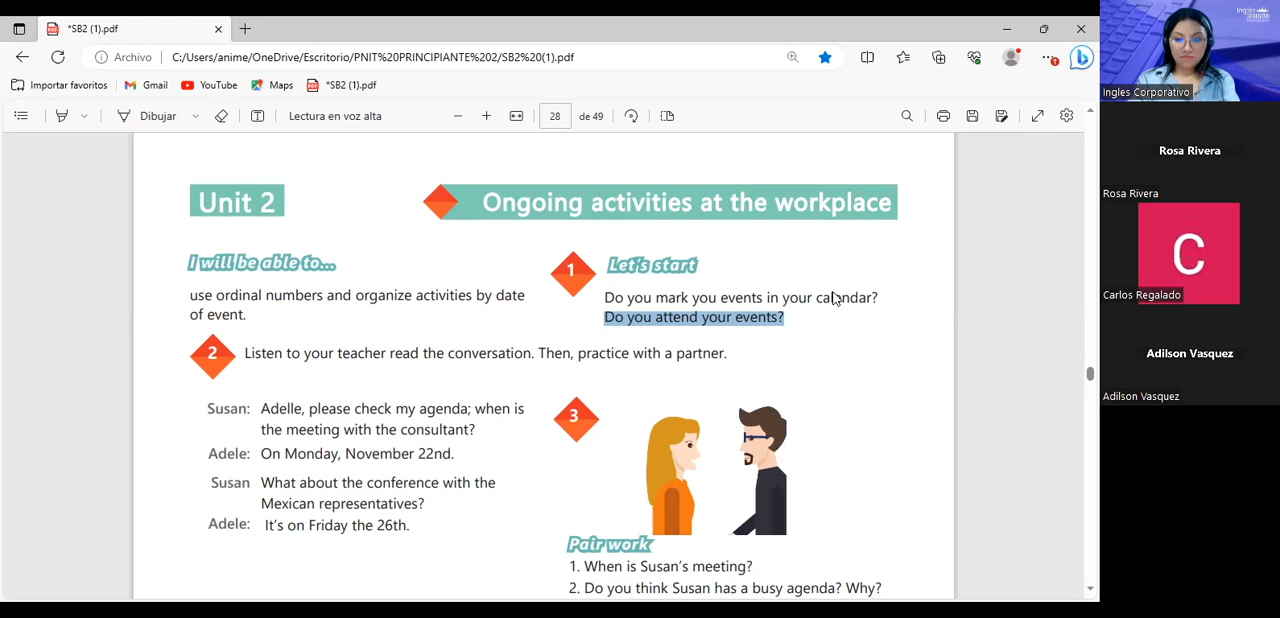 *SB2 (1).pdf
Archivo
C:/Users/anime/OneDrive/Escritorio/PNIT%20PRINCIPIANTE%202/SB2%20(1).pdf
Importar favoritos
Gmail
YouTube
Maps
*SB2 (1).pdf
Dibujar
Lectura en voz alta
28
de 49
Unit 2
Ongoing activities at the workplace
I will be able to...
use ordinal numbers and organize activities by date
of event.
1
Let's start
Do you mark you events in your calendar?
Do you attend your events?
2
Listen to your teacher read the conversation. Then, practice with a partner.
Susan: Adelle, please check my agenda; when is
the meeting with the consultant?
Adele: On Monday, November 22nd.
Susan What about the conference with the
Mexican representatives?
Adele: It's on Friday the 26th.
3
Pair work
1. When is Susan's meeting?
2. Do you think Susan has a busy agenda? Why?
Ingles Corporativo
Rosa Rivera
Rosa Rivera
C
Carlos Regalado
Adilson Vasquez
Adilson Vasquez